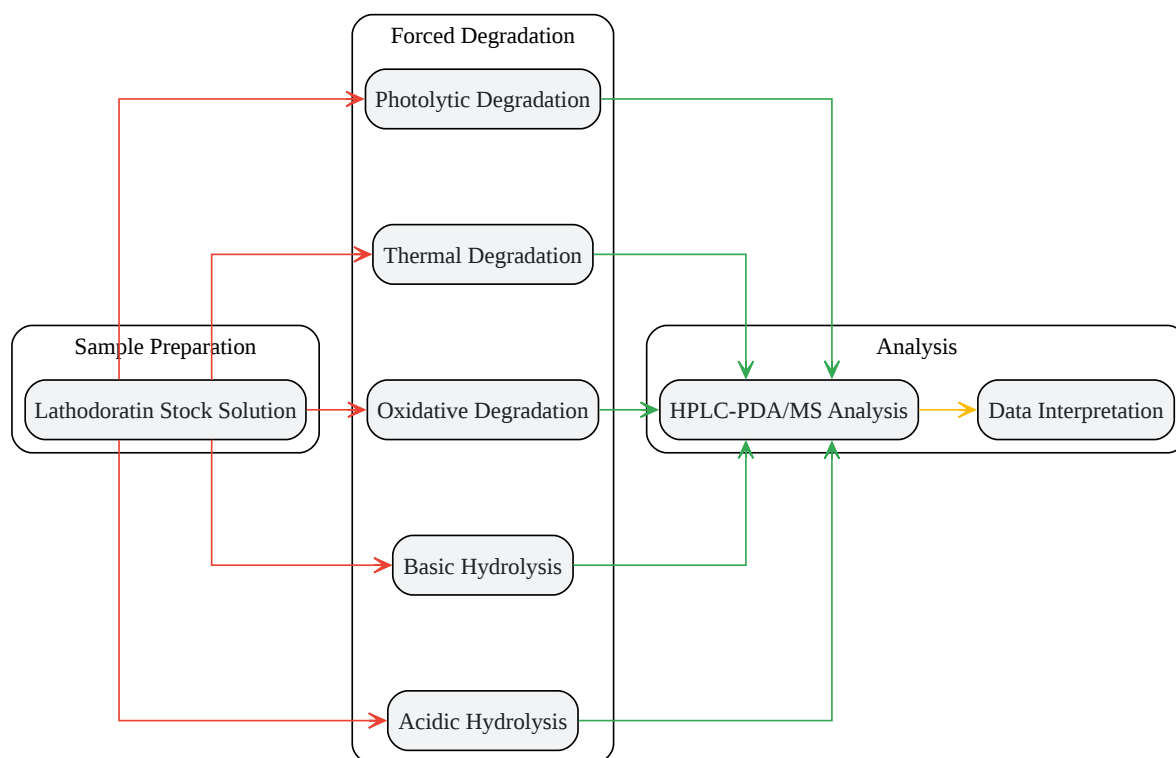 Forced Degradation
Photolytic Degradation
Thermal Degradation
Sample Preparation
Analysis
Lathodoratin Stock Solution
Oxidative Degradation
HPLC-PDA/MS Analysis
Data Interpretation
Basic Hydrolysis
Acidic Hydrolysis